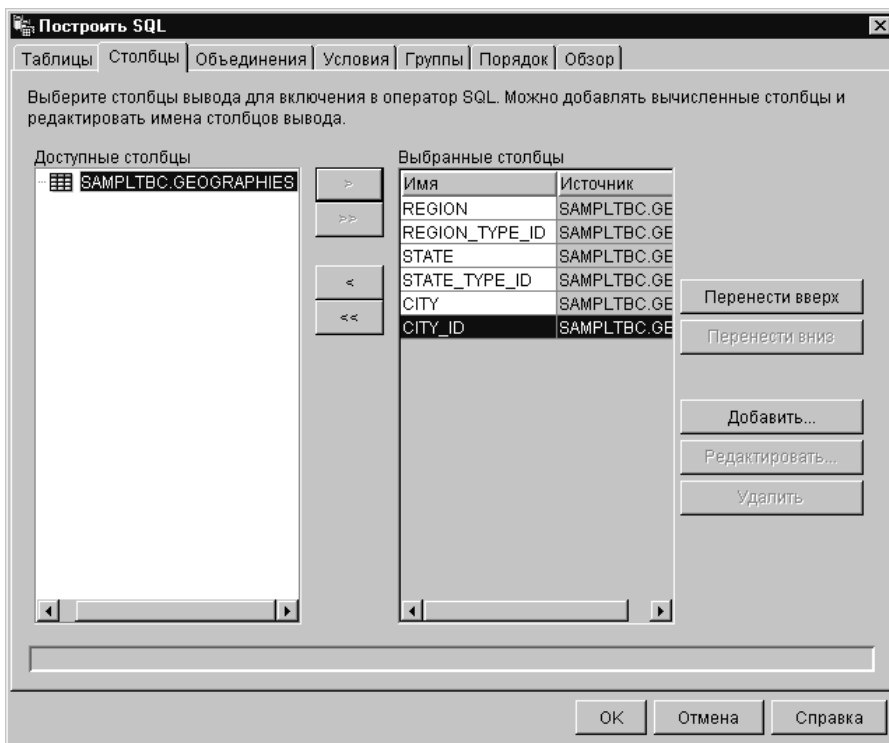 Построить SQL
Таблицы Столбцы Объединения Условия Группы Порядок Обзор
Выберите столбцы вывода для включения в оператор SQL. Можно добавлять вычисленные столбцы и
редактировать имена столбцов вывода.
Доступные столбцы
SAMPLTBC.GEOGRAPHIES
>
>>
<
<<
Выбранные столбцы
Имя Источник
REGION SAMPLTBC.GE
REGION_TYPE_ID SAMPLTBC.GE
STATE SAMPLTBC.GE
STATE_TYPE_ID SAMPLTBC.GE
CITY SAMPLTBC.GE
CITY_ID SAMPLTBC.GE
Перенести вверх
Перенести вниз
Добавить...
Редактировать...
Удалить
OK Отмена Справка